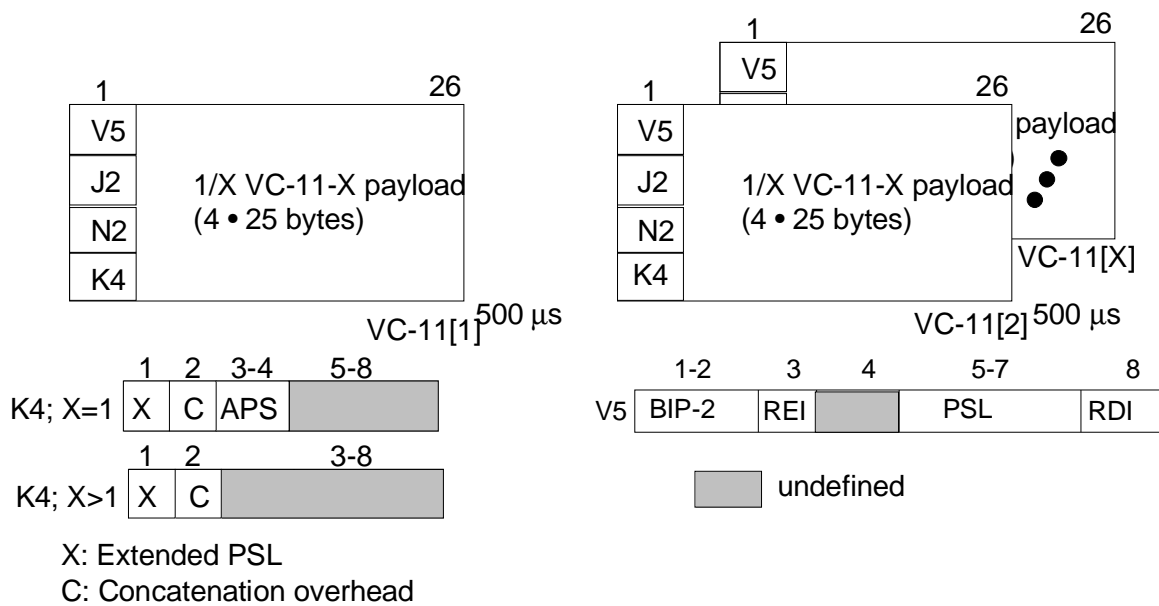 1 26
V5
J2
N2
K4
1/X VC-11-X payload
(4 • 25 bytes)
VC-11[1] 500 μs
1 26
V5
payload
VC-11[X]
1 26
V5
J2
N2
K4
1/X VC-11-X payload
(4 • 25 bytes)
VC-11[2] 500 μs
1 2 3-4 5-8
K4; X=1 X C APS
1 2 3-8
K4; X>1 X C
X: Extended PSL
C: Concatenation overhead
1-2 3 4 5-7 8
V5 BIP-2 REI PSL RDI
undefined